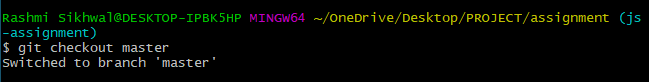 Rashmi Sikhwal@DESKTOP-IPBK5HP MINGW64 ~/OneDrive/Desktop/PROJECT/assignment (js
-assignment)
$ git checkout master
Switched to branch 'master'